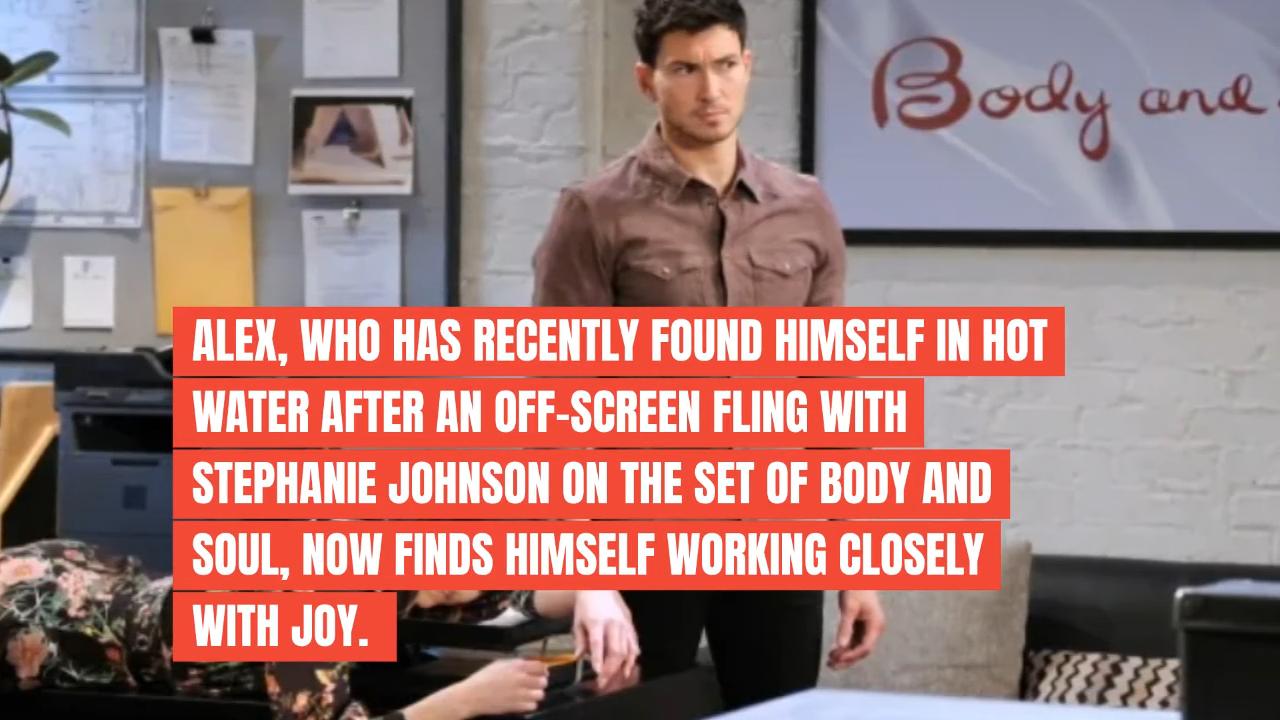 Body and
ALEX, WHO HAS RECENTLY FOUND HIMSELF IN HOT
WATER AFTER AN OFF-SCREEN FLING WITH
STEPHANIE JOHNSON ON THE SET OF BODY AND
SOUL, NOW FINDS HIMSELF WORKING CLOSELY
WITH JOY.